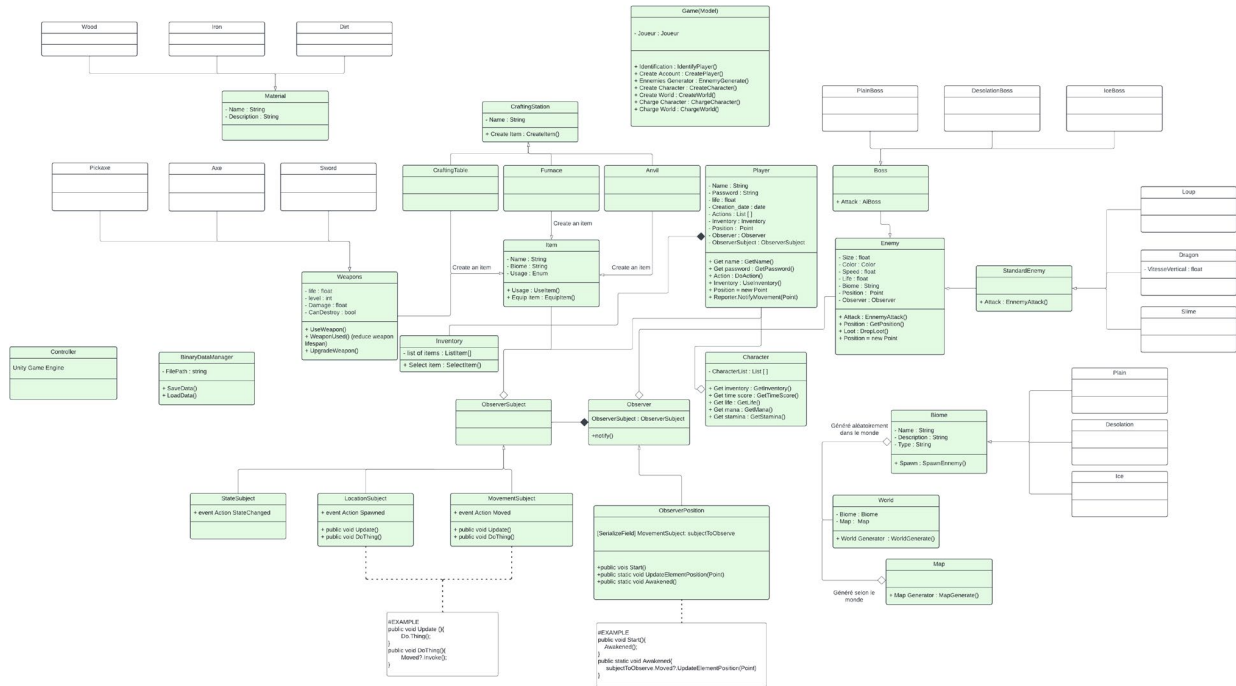 Wood
Iron
Dirt
Game(Model)
- Joueur : Joueur
+ Identification : IdentifyPlayer()
+ Create Account : CreatePlayer()
+ Ennemies Generator : EnnemyGenerate()
+ Create Character : CreateCharacter()
+ Create World : CreateWorld()
+ Charge Character : ChargeCharacter()
+ Charge World : ChargeWorld()
Material
- Name : String
- Description : String
CraftingStation
- Name : String
+ Create Item : CreateItem()
PlainBoss
DesolationBoss
IceBoss
Pickaxe
Axe
Sword
CraftingTable
Furnace
Anvil
Create an item
Create an item
Create an item
Player
- Name : String
- Password : String
- life : float
- Creation_date : date
- Actions : List [ ]
- Inventory : Inventory
- Position : Point
- Observer : Observer
- ObserverSubject : ObserverSubject
+ Get name : GetName()
+ Get password : GetPassword()
+ Action : DoAction()
+ Inventory : UseInventory()
+ Position = new Point
+ Reporter.NotifyMovement(Point)
Boss
+ Attack : AiBoss
Item
- Name : String
- Biome : String
- Usage : Enum
+ Usage : UseItem()
+ Equip item : EquipItem()
Enemy
- Size : float
- Color : Color
- Speed : float
- Life : float
- Biome : String
- Position : Point
- Observer : Observer
+ Attack : EnnemyAttack()
+ Position : GetPosition()
+ Loot : DropLoot()
+ Position = new Point
StandardEnemy
+ Attack : EnnemyAttack()
Loup
Dragon
- VitesseVertical : float
Slime
Weapons
- life : float
- level : int
- Damage : float
- CanDestroy : bool
+ UseWeapon()
+ WeaponUsed() (reduce weapon
lifespan)
+ UpgradeWeapon()
Inventory
- list of items : ListItem()
+ Select item : SelectItem()
Controller
Unity Game Engine
BinaryDataManager
- FilePath : string
+ SaveData()
+ LoadData()
Character
- CharacterList : List [ ]
+ Get inventory : GetInventory()
+ Get time score : GetTimeScore()
+ Get life : GetLife()
+ Get mana : GetMana()
+ Get stamina : GetStamina()
ObserverSubject
Observer
ObserverSubject : ObserverSubject
+notify()
Plain
Desolation
Ice
Généré aléatoirement
dans le monde
Biome
- Name : String
- Description : String
- Type : String
+ Spawn : SpawnEnnemy()
StateSubject
+ event Action StateChanged
LocationSubject
+ event Action Spawned
+ public void Update()
+ public void DoThing()
MovementSubject
+ event Action Moved
+ public void Update()
+ public void DoThing()
ObserverPosition
[SerializeField] MovementSubject: subjectToObserve
+public vois Start()
+public static void UpdateElementPosition(Point)
+public static void Awakened()
World
- Biome : Biome
- Map : Map
+ World Generator : WorldGenerate()
Map
+ Map Generator : MapGenerate()
Généré selon le
monde
#EXAMPLE
public void Update (){
Do.Thing();
}
public void DoThing(){
Moved?.Invoke();
}
#EXAMPLE
public void Start(){
Awakened();
}
public static void Awakened{
subjectToObserve.Moved?.UpdateElementPosition(Point)
}